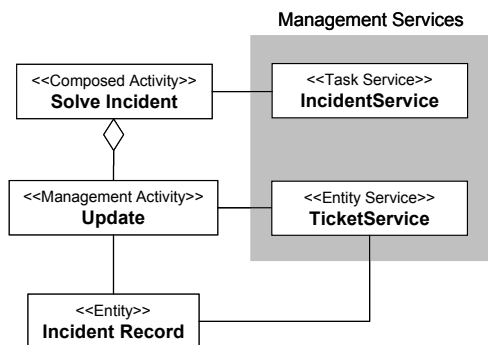 Management Services
<<Composed Activity>>
Solve Incident
<<Task Service>>
IncidentService
<<Management Activity>>
Update
<<Entity Service>>
TicketService
<<Entity>>
Incident Record